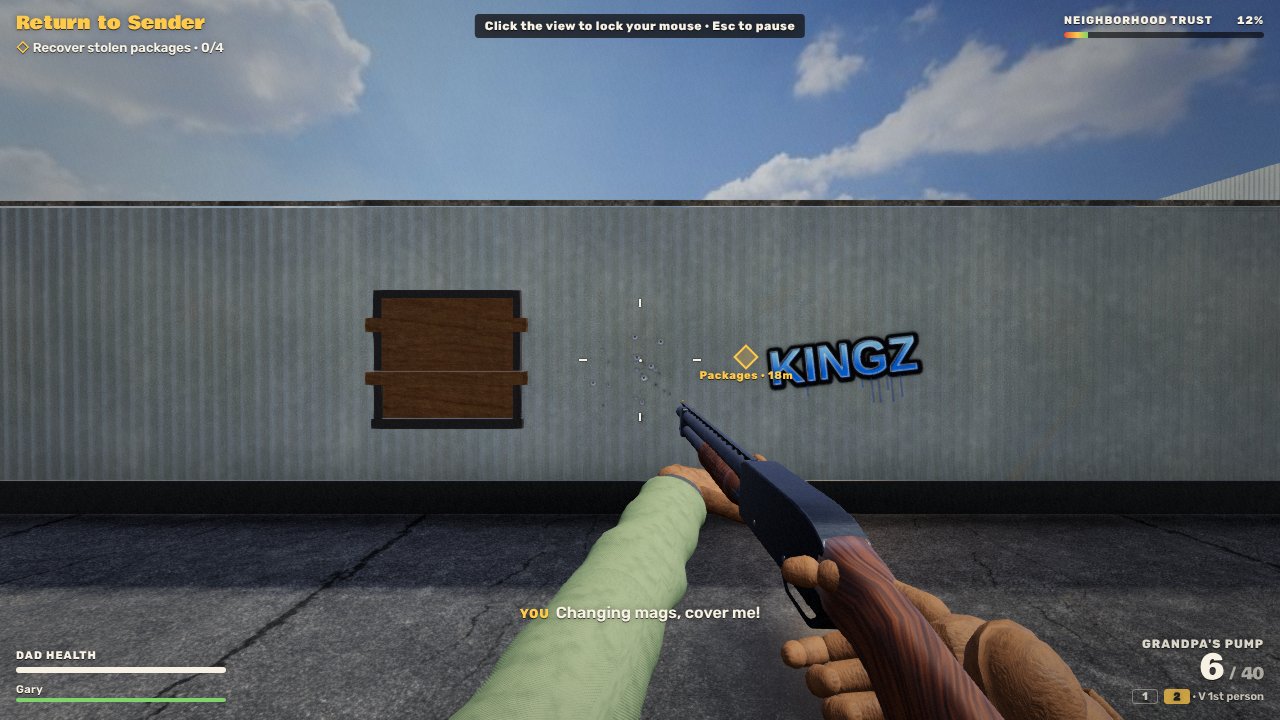 Return to Sender
Recover stolen packages • 0/4
Click the view to lock your mouse • Esc to pause
NEIGHBORHOOD TRUST 12%
KINGZ
Packages • 18m
YOU Changing mags, cover me!
DAD HEALTH
Gary
GRANDPA'S PUMP
6 / 40
1 2 • V 1st person